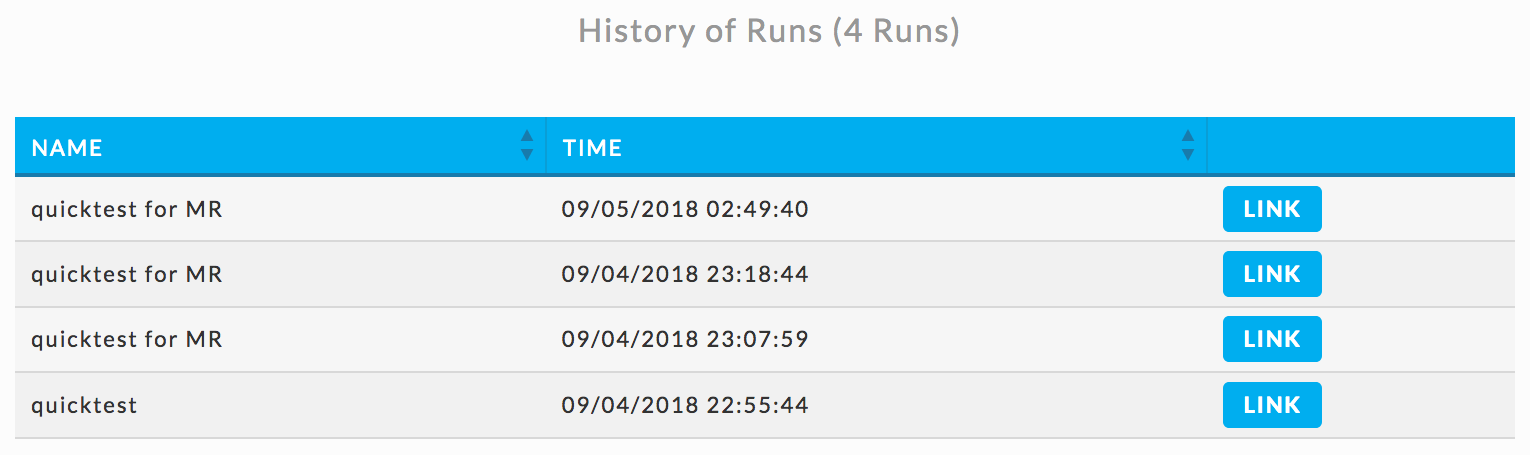 History of Runs (4 Runs)
NAME TIME
quicktest for MR 09/05/2018 02:49:40 LINK
quicktest for MR 09/04/2018 23:18:44 LINK
quicktest for MR 09/04/2018 23:07:59 LINK
quicktest 09/04/2018 22:55:44 LINK